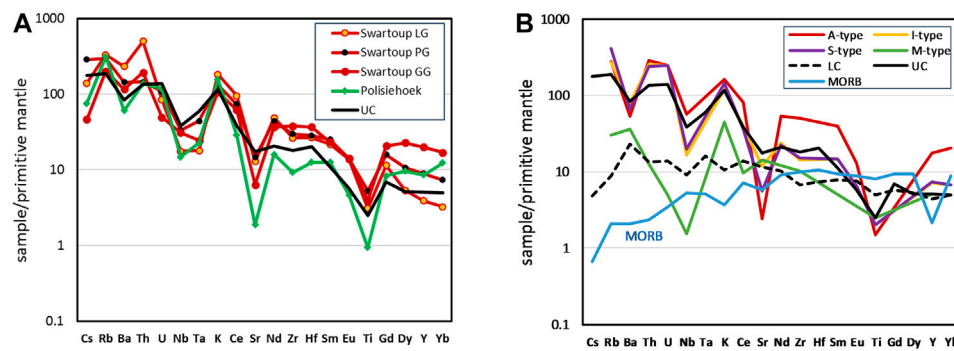 A
sample/primitive mantle
1000
100
10
1
0.1
Swartoup LG
Swartoup PG
Swartoup GG
Polisiehoek
UC
Cs Rb Ba Th U Nb Ta K Ce Sr Nd Zr Hf Sm Eu Ti Gd Dy Y Yb
B
sample/primitive mantle
1000
100
10
1
0.1
A-type I-type
S-type M-type
LC UC
MORB
MORB
Cs Rb Ba Th U Nb Ta K Ce Sr Nd Zr Hf Sm Eu Ti Gd Dy Y Yb